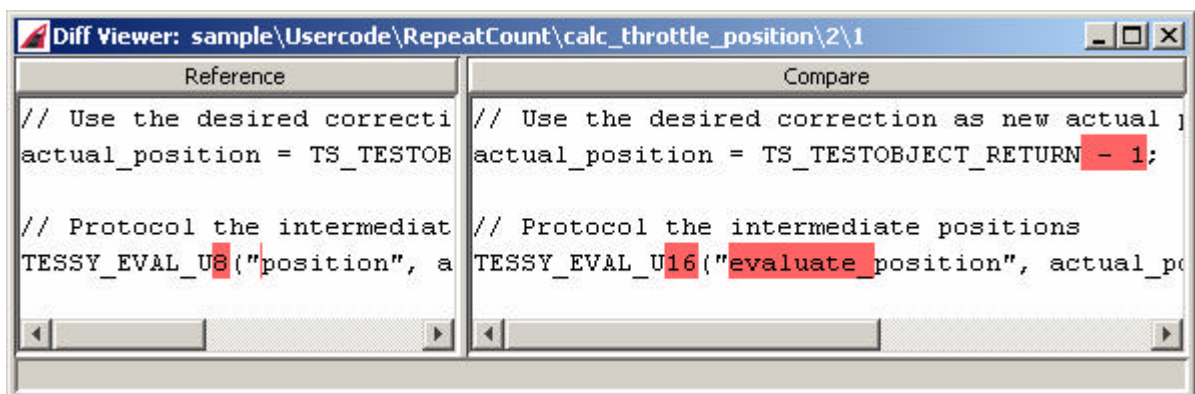 Diff Viewer: sample\Usercode\RepeatCount\calc_throttle_position\2\1
Reference
// Use the desired correcti
actual_position = TS_TESTOB
// Protocol the intermediat
TESSY_EVAL_U8("position", a
Compare
// Use the desired correction as new actual
actual_position = TS_TESTOBJECT_RETURN - 1;
// Protocol the intermediate positions
TESSY_EVAL_U16("evaluate_position", actual_po